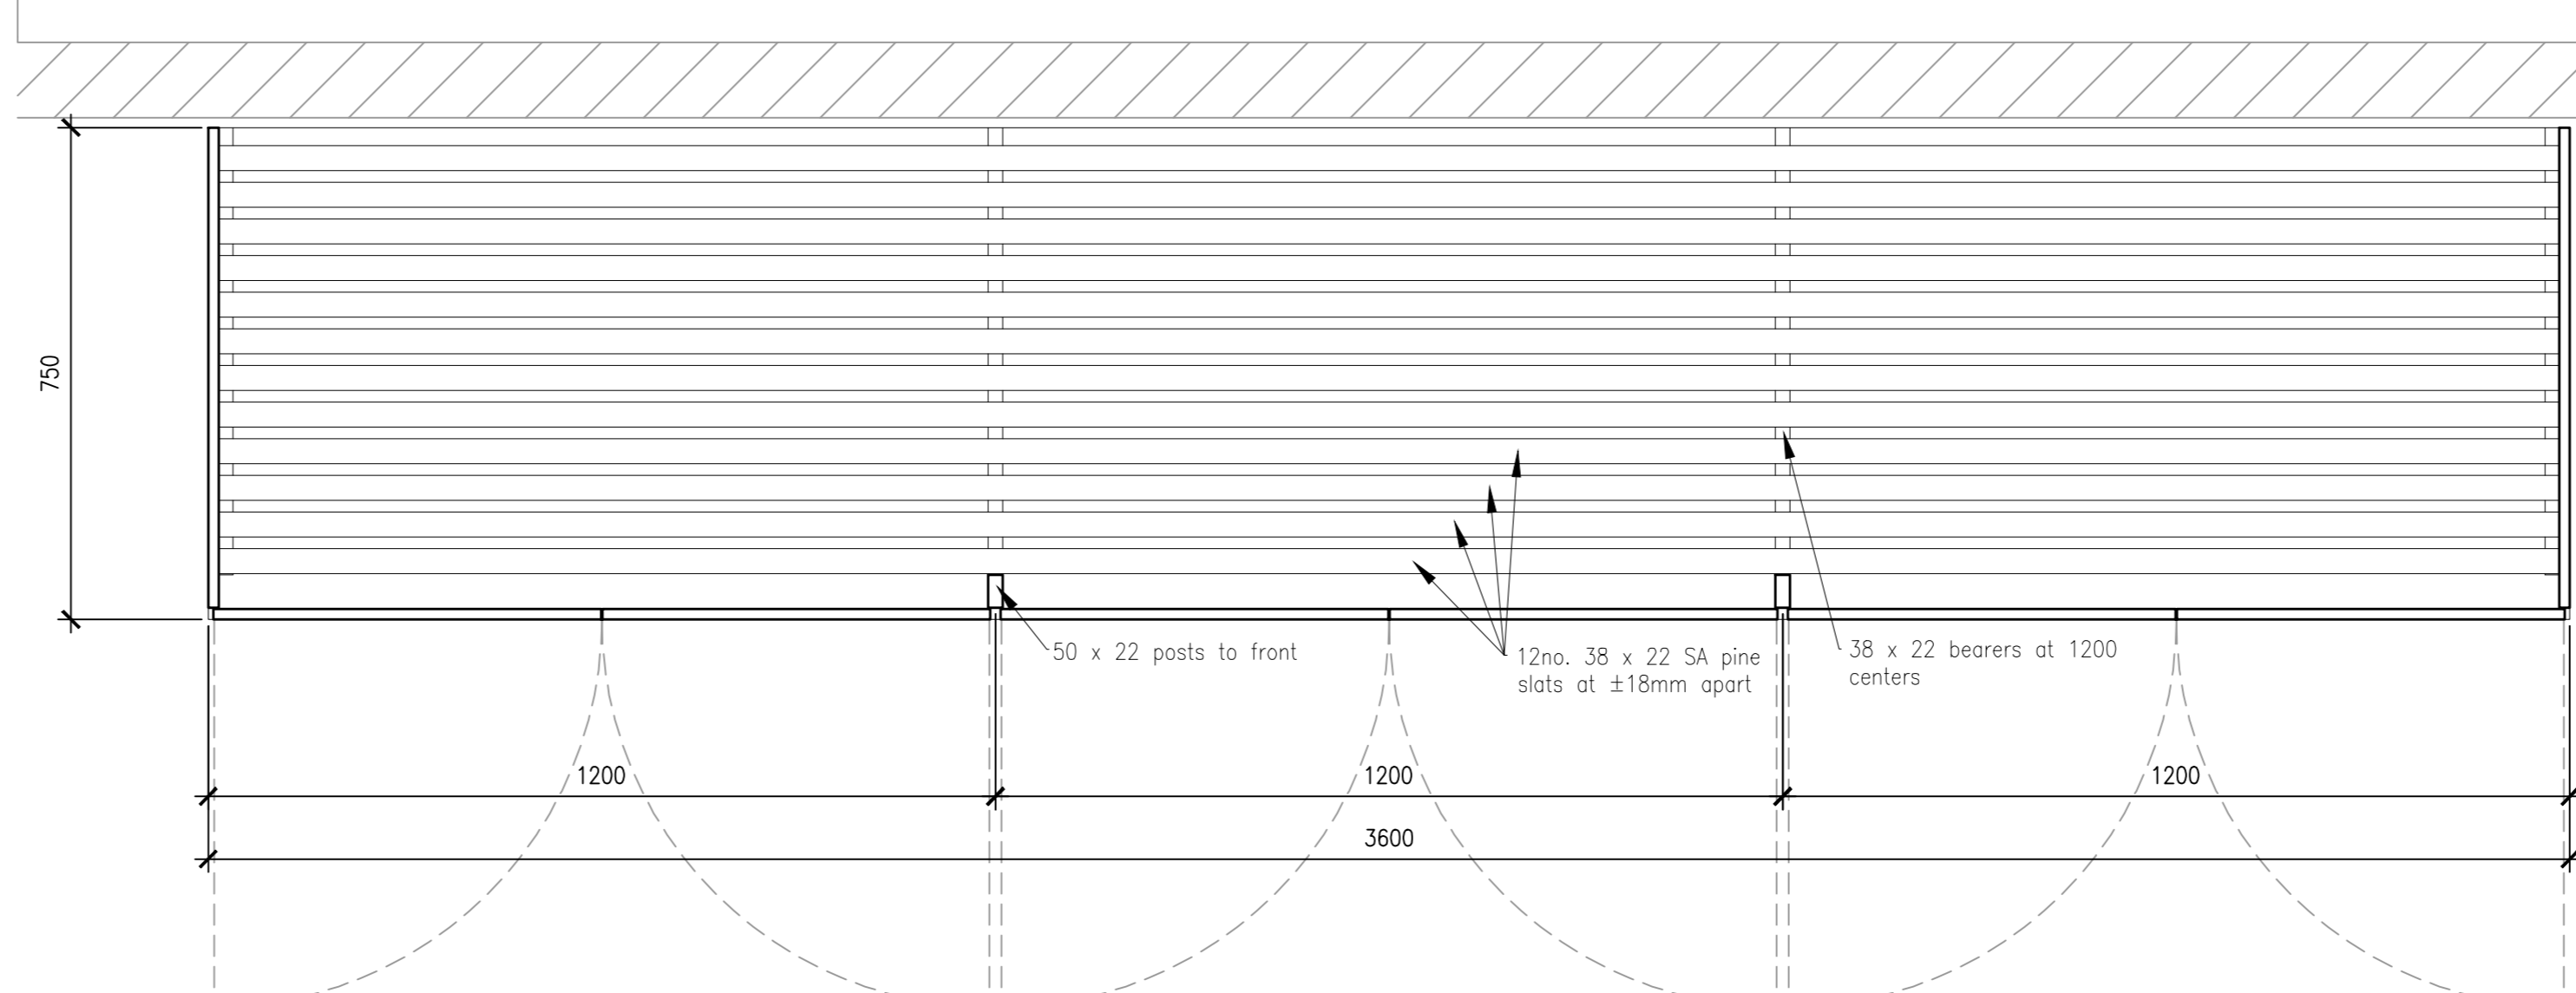 750
50 x 22 posts to front
12no. 38 x 22 SA pine
slats at ±18mm apart
38 x 22 bearers at 1200
centers
1200
1200
1200
3600